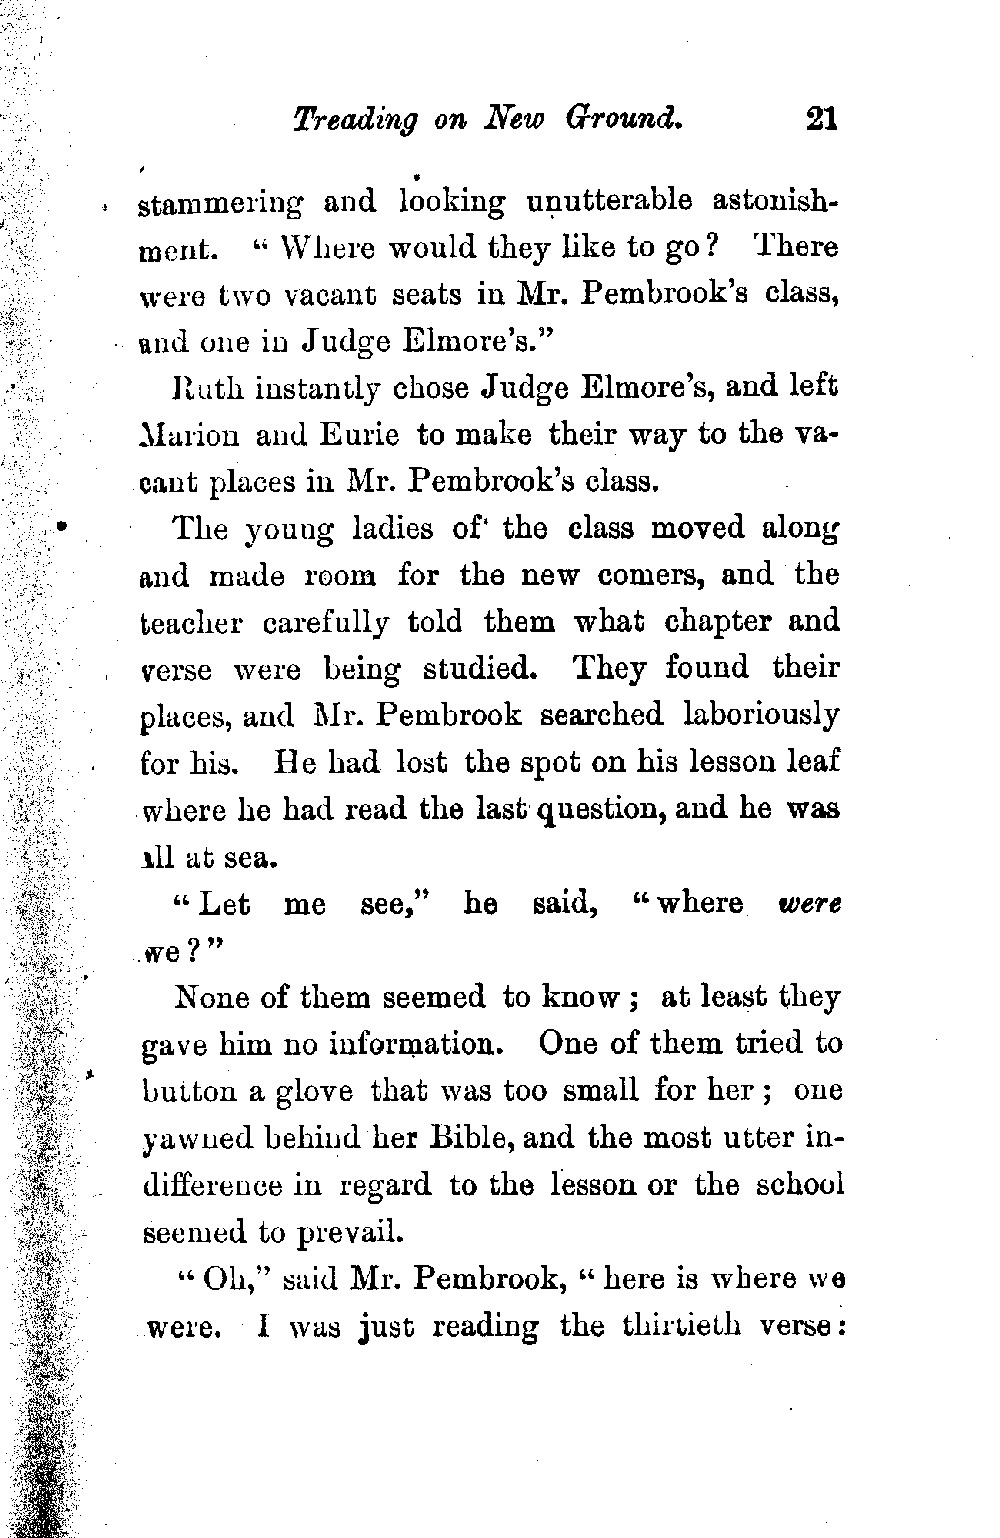 Treading on New Ground. 21
stammering and looking unutterable astonish-
ment. “Where would they like to go? There
were two vacant seats in Mr. Pembrook’s class,
and one in Judge Elmore’s.”
Ruth instantly chose Judge Elmore’s, and left
Marion and Eurie to make their way to the va-
cant places in Mr. Pembrook’s class.
The young ladies of the class moved along
and made room for the new comers, and the
teacher carefully told them what chapter and
verse were being studied. They found their
places, and Mr. Pembrook searched laboriously
for his. He had lost the spot on his lesson leaf
where he had read the last question, and he was
all at sea.
“Let me see,” he said, “where were
we?”
None of them seemed to know; at least they
gave him no information. One of them tried to
button a glove that was too small for her; one
yawned behind her Bible, and the most utter in-
difference in regard to the lesson or the school
seemed to prevail.
“Oh,” said Mr. Pembrook, “here is where we
were. I was just reading the thirtieth verse: